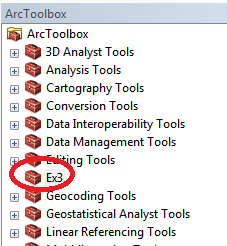 ArcToolbox
ArcToolbox
3D Analyst Tools
Analysis Tools
Cartography Tools
Conversion Tools
Data Interoperability Tools
Data Management Tools
Editing Tools
Ex3
Geocoding Tools
Geostatistical Analyst Tools
Linear Referencing Tools